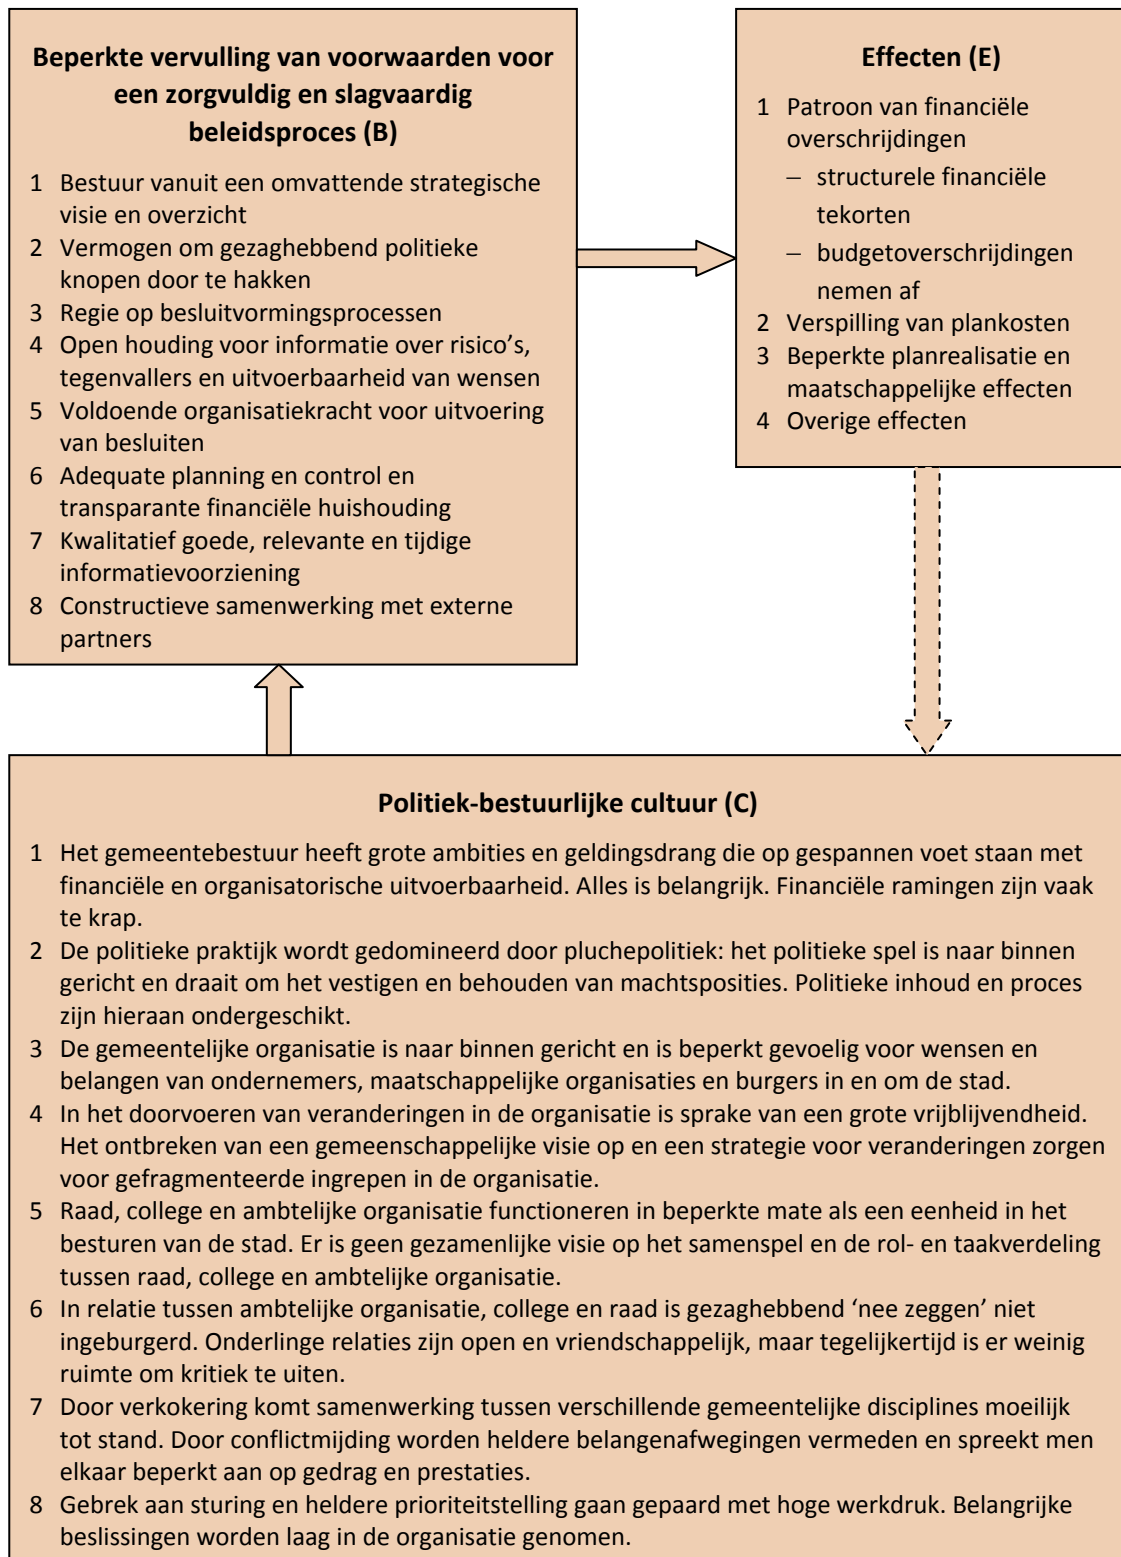 Beperkte vervulling van voorwaarden voor
een zorgvuldig en slagvaardig
beleidsproces (B)
1 Bestuur vanuit een omvattende strategische
visie en overzicht
2 Vermogen om gezaghebbend politieke
knopen door te hakken
3 Regie op besluitvormingsprocessen
4 Open houding voor informatie over risico's,
tegenvallers en uitvoerbaarheid van wensen
5 Voldoende organisatiekracht voor uitvoering
van besluiten
6 Adequate planning en control en
transparante financiële huishouding
7 Kwalitatief goede, relevante en tijdige
informatievoorziening
8 Constructieve samenwerking met externe
partners
Effecten (E)
1 Patroon van financiële
overschrijdingen
– structurele financiële
tekorten
– budgetoverschrijdingen
nemen af
2 Verspilling van plankosten
3 Beperkte planrealisatie en
maatschappelijke effecten
4 Overige effecten
Politiek-bestuurlijke cultuur (C)
1 Het gemeentebestuur heeft grote ambities en geldingsdrang die op gespannen voet staan met
financiële en organisatorische uitvoerbaarheid. Alles is belangrijk. Financiële ramingen zijn vaak
te krap.
2 De politieke praktijk wordt gedomineerd door pluchepolitiek: het politieke spel is naar binnen
gericht en draait om het vestigen en behouden van machtsposities. Politieke inhoud en proces
zijn hieraan ondergeschikt.
3 De gemeentelijke organisatie is naar binnen gericht en is beperkt gevoelig voor wensen en
belangen van ondernemers, maatschappelijke organisaties en burgers in en om de stad.
4 In het doorvoeren van veranderingen in de organisatie is sprake van een grote vrijblijvendheid.
Het ontbreken van een gemeenschappelijke visie op en een strategie voor veranderingen zorgen
voor gefragmenteerde ingrepen in de organisatie.
5 Raad, college en ambtelijke organisatie functioneren in beperkte mate als een eenheid in het
besturen van de stad. Er is geen gezamenlijke visie op het samenspel en de rol- en taakverdeling
tussen raad, college en ambtelijke organisatie.
6 In relatie tussen ambtelijke organisatie, college en raad is gezaghebbend ‘nee zeggen’ niet
ingeburgerd. Onderlinge relaties zijn open en vriendschappelijk, maar tegelijkertijd is er weinig
ruimte om kritiek te uiten.
7 Door verkokering komt samenwerking tussen verschillende gemeentelijke disciplines moeilijk
tot stand. Door conflictmijding worden heldere belangenafwegingen vermeden en spreekt men
elkaar beperkt aan op gedrag en prestaties.
8 Gebrek aan sturing en heldere prioriteitstelling gaan gepaard met hoge werkdruk. Belangrijke
beslissingen worden laag in de organisatie genomen.